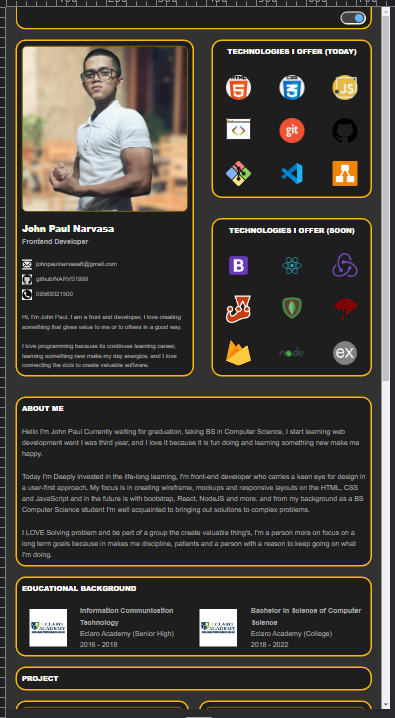 TECHNOLOGIES I OFFER (TODAY)
HTML
CSS
JS
git
John Paul Narvasa
Frontend Developer
johnpaulnarvasa6@gmail.com
github/NARVS1999
09569321500
Hi, I'm John Paul. I am a front end developer, I love creating
something that gives value to me or to others in a good way.
I love programming because its continues learning career,
learning something new make my day energize. and I love
connecting the dots to create valuable software.
TECHNOLOGIES I OFFER (SOON)
B
node
ex
ABOUT ME
Hello I'm John Paul Currently waiting for graduation, taking BS in Computer Science, I start learning web
development went I was third year, and I love it because it is fun doing and learning something new make me
happy.
Today I'm Deeply invested in the life-long learning, I'm front-end developer who carries a keen eye for design in
a user-first approach. My focus is in creating wireframe, mockups and responsive layouts on the HTML, CSS
and JavaScript and in the future is with bootstrap, React, NodeJS and more. and from my background as a BS
Computer Science student I'm well acquainted to bringing out solutions to complex problems.
I LOVE Solving problem and be part of a group the create valuable thing's, I'm a person more on focus on a
long term goals because in makes me discipline, patients and a person with a reason to keep going on what
I'm doing.
EDUCATIONAL BACKGROUND
ECLARO
ACADEMY
Information Communication
Technology
Eclaro Academy (Senior High)
2016 - 2018
ECLARO
ACADEMY
Bachelor in Science of Computer
Science
Eclaro Academy (College)
2018 - 2022
PROJECT